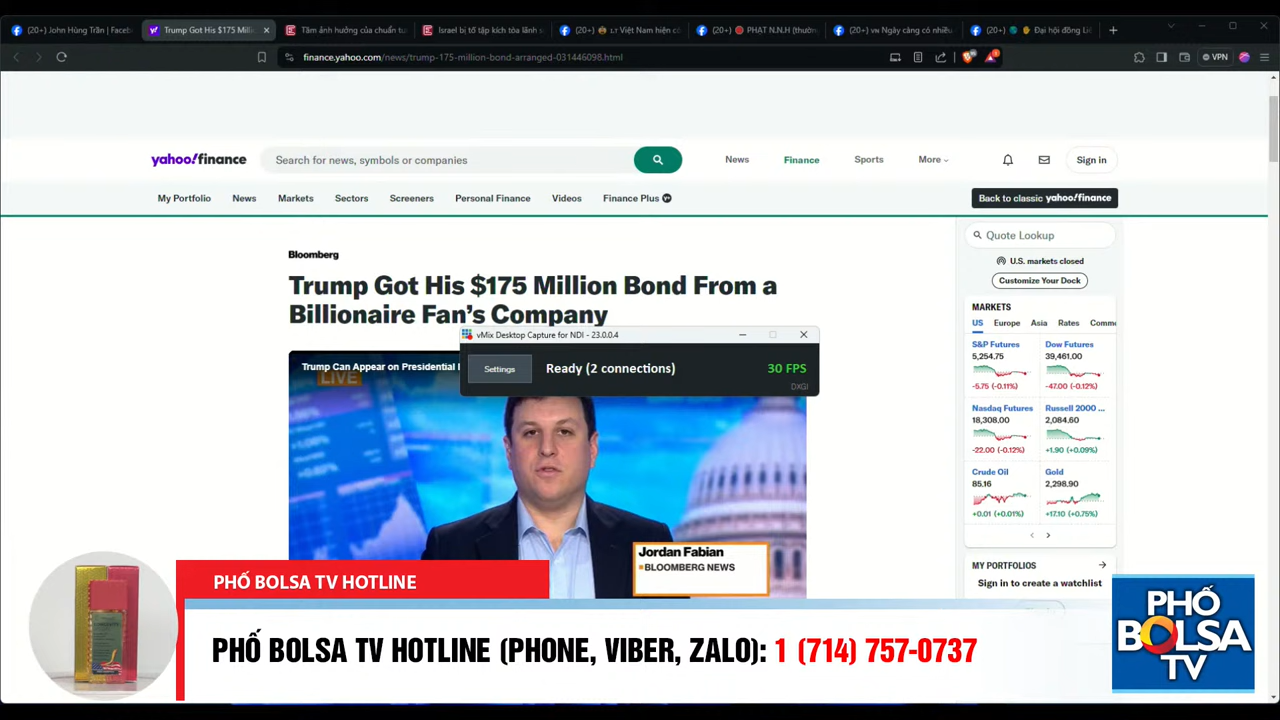 (20+) John Hùng Trần | Faceb
Trump Got His $175 Milli
Tầm ảnh hưởng của chuẩn tư
Israel bị tố tập kích tòa lãnh s
(20+) LT Việt Nam hiện có
(20+) PHẠT N.N.H (thường
(20+) VN Ngày càng có nhiều
(20+) Đại hội đồng Liê
finance.yahoo.com/news/trump-175-million-bond-arranged-031446098.html
VPN
yahoo!finance
Search for news, symbols or companies
News
Finance
Sports
More
Sign in
My Portfolio
News
Markets
Sectors
Screeners
Personal Finance
Videos
Finance Plus
Back to classic yahoo!finance
Bloomberg
Trump Got His $175 Million Bond From a
Billionaire Fan's Company
Quote Lookup
U.S. markets closed
Customize Your Dock
MARKETS
US Europe Asia Rates Comm
S&P Futures
5,254.75
-5.75 (-0.11%)
Dow Futures
39,461.00
-47.00 (-0.12%)
Nasdaq Futures
18,308.00
-22.00 (-0.12%)
Russell 2000 ...
2,084.60
+1.90 (+0.09%)
Crude Oil
85.16
+0.01 (+0.01%)
Gold
2,298.90
+17.10 (+0.75%)
MY PORTFOLIOS
Sign in to create a watchlist
vMix Desktop Capture for NDI - 23.0.0.4
Settings
Ready (2 connections)
30 FPS
DXGI
Trump Can Appear on Presidential
LIVE
Jordan Fabian
BLOOMBERG NEWS
PHỐ BOLSA TV HOTLINE
PHỐ BOLSA TV HOTLINE (PHONE, VIBER, ZALO): 1 (714) 757-0737
PHỐ
BOLSA
TV